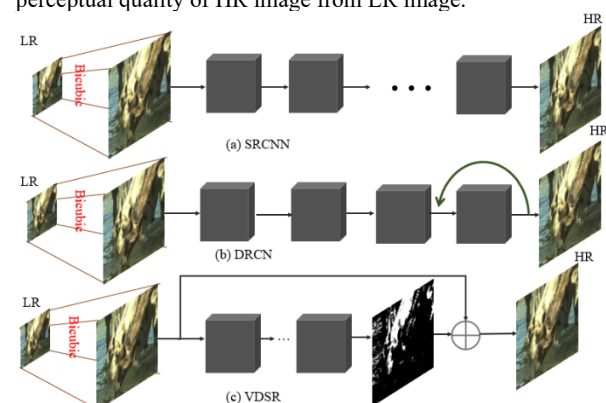 perceptual quality of HR image from LR image.
HR
LR
Bicubic
(a) SRCNN
HR
LR
Bicubic
(b) DRCN
HR
LR
Bicubic
(c) VDSR